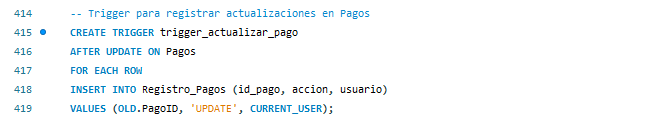 414 -- Trigger para registrar actualizaciones en Pagos
415 CREATE TRIGGER trigger_actualizar_pago
416 AFTER UPDATE ON Pagos
417 FOR EACH ROW
418 INSERT INTO Registro_Pagos (id_pago, accion, usuario)
419 VALUES (OLD.PagoID, 'UPDATE', CURRENT_USER);